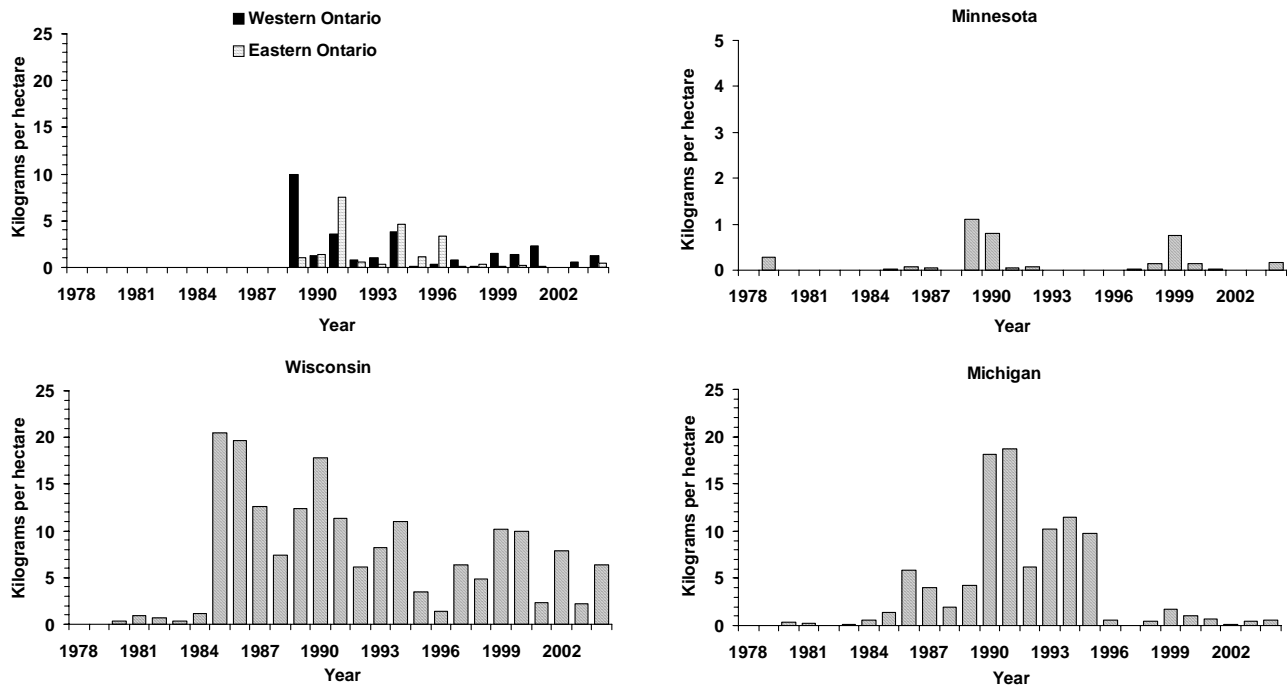 Western Ontario
Eastern Ontario
25
20
15
10
5
0
Kilograms per hectare
1978 1981 1984 1987 1990 1993 1996 1999 2002
Year
Minnesota
5
4
3
2
1
0
Kilograms per hectare
1978 1981 1984 1987 1990 1993 1996 1999 2002
Year
Wisconsin
25
20
15
10
5
0
Kilograms per hectare
1978 1981 1984 1987 1990 1993 1996 1999 2002
Year
Michigan
25
20
15
10
5
0
Kilograms per hectare
1978 1981 1984 1987 1990 1993 1996 1999 2002
Year